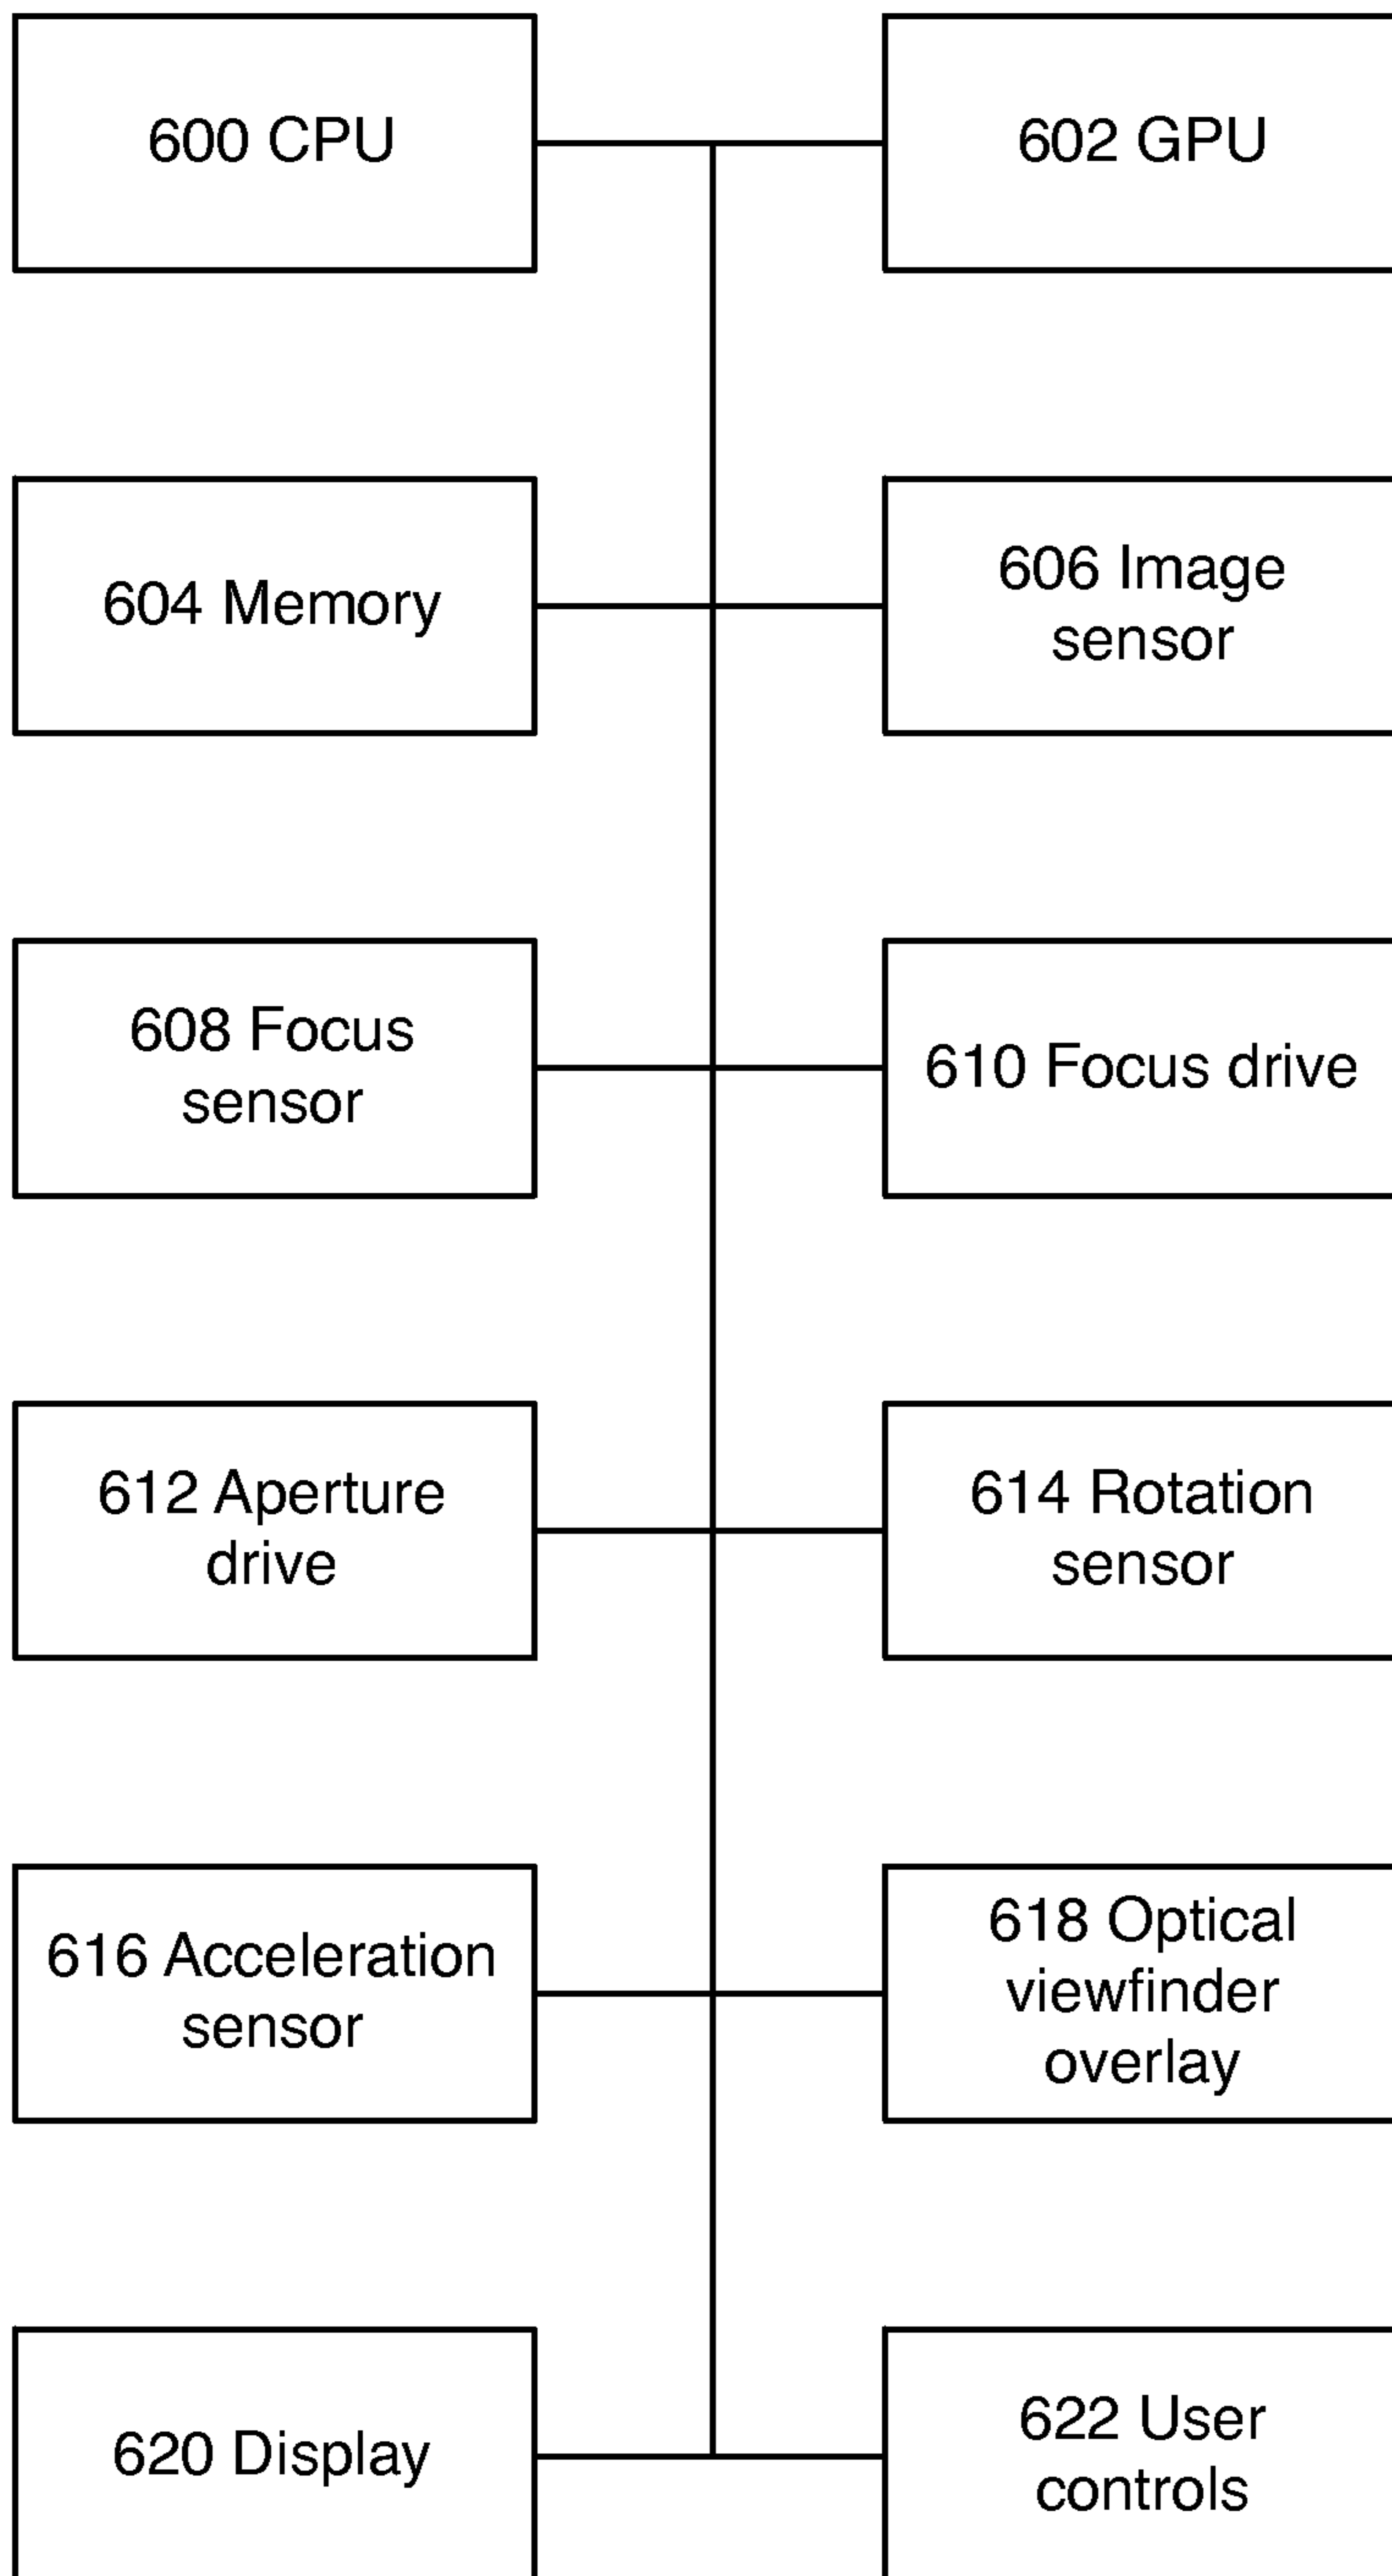 600 CPU
602 GPU
604 Memory
606 Image
sensor
608 Focus
sensor
610 Focus drive
612 Aperture
drive
614 Rotation
sensor
616 Acceleration
sensor
618 Optical
viewfinder
overlay
620 Display
622 User
controls